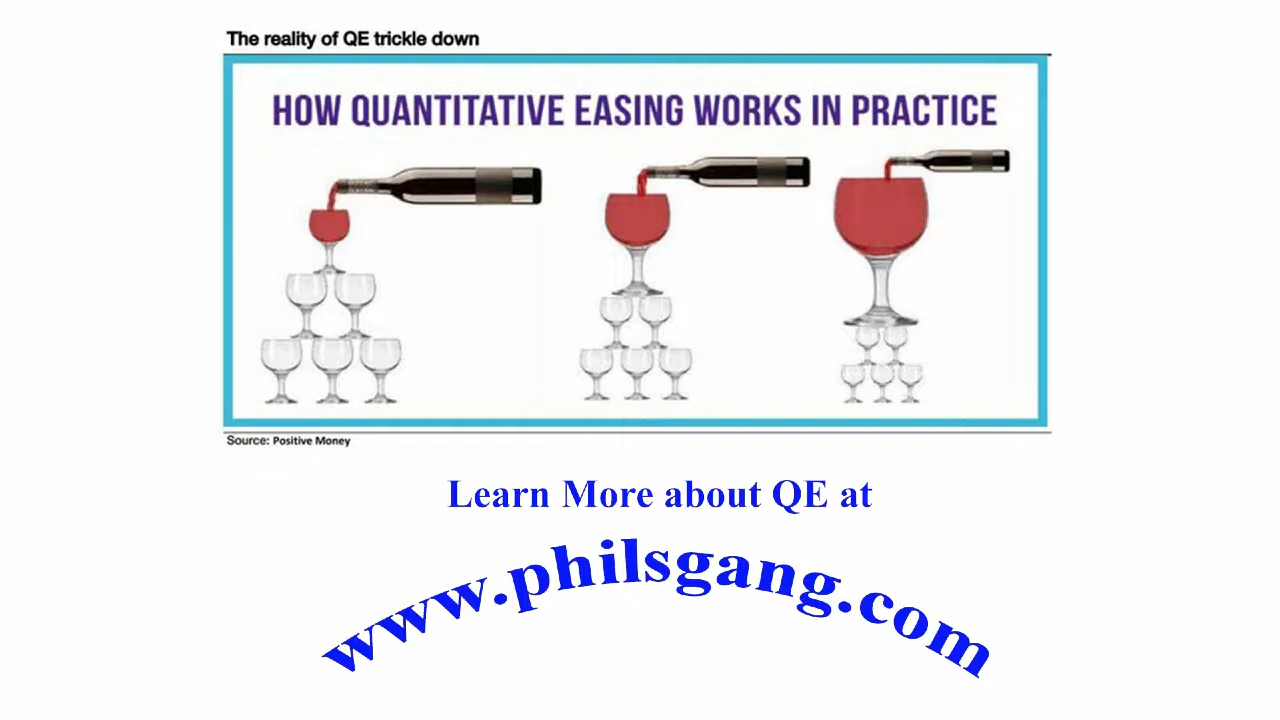 The reality of QE trickle down
HOW QUANTITATIVE EASING WORKS IN PRACTICE
Source: Positive Money
Learn More about QE at
www.philsgang.com